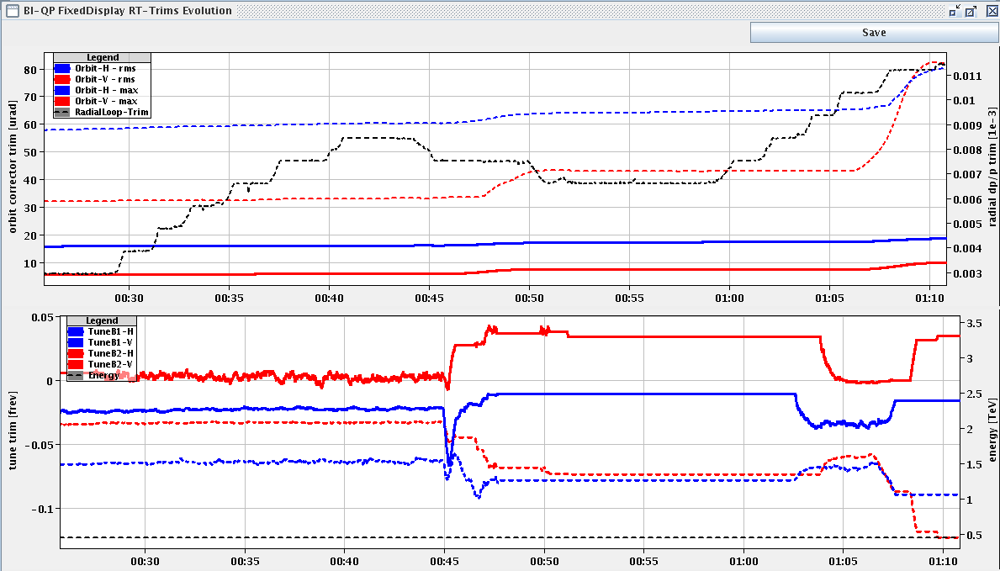 BI-QP FixedDisplay RT-Trims Evolution
Save
Legend
Orbit-H - rms
Orbit-V - rms
Orbit-H - max
Orbit-V - max
RadialLoop-Trim
orbit corrector trim [urad]
80
70
60
50
40
30
20
10
radial dp/p trim [1e-3]
0.011
0.01
0.009
0.008
0.007
0.006
0.005
0.004
0.003
00:30 00:35 00:40 00:45 00:50 00:55 01:00 01:05 01:10
Legend
TuneB1-H
TuneB1-V
TuneB2-H
TuneB2-V
Energy
tune trim [frev]
0.05
0
-0.05
-0.1
energy [TeV]
3.5
3
2.5
2
1.5
1
0.5
00:30 00:35 00:40 00:45 00:50 00:55 01:00 01:05 01:10